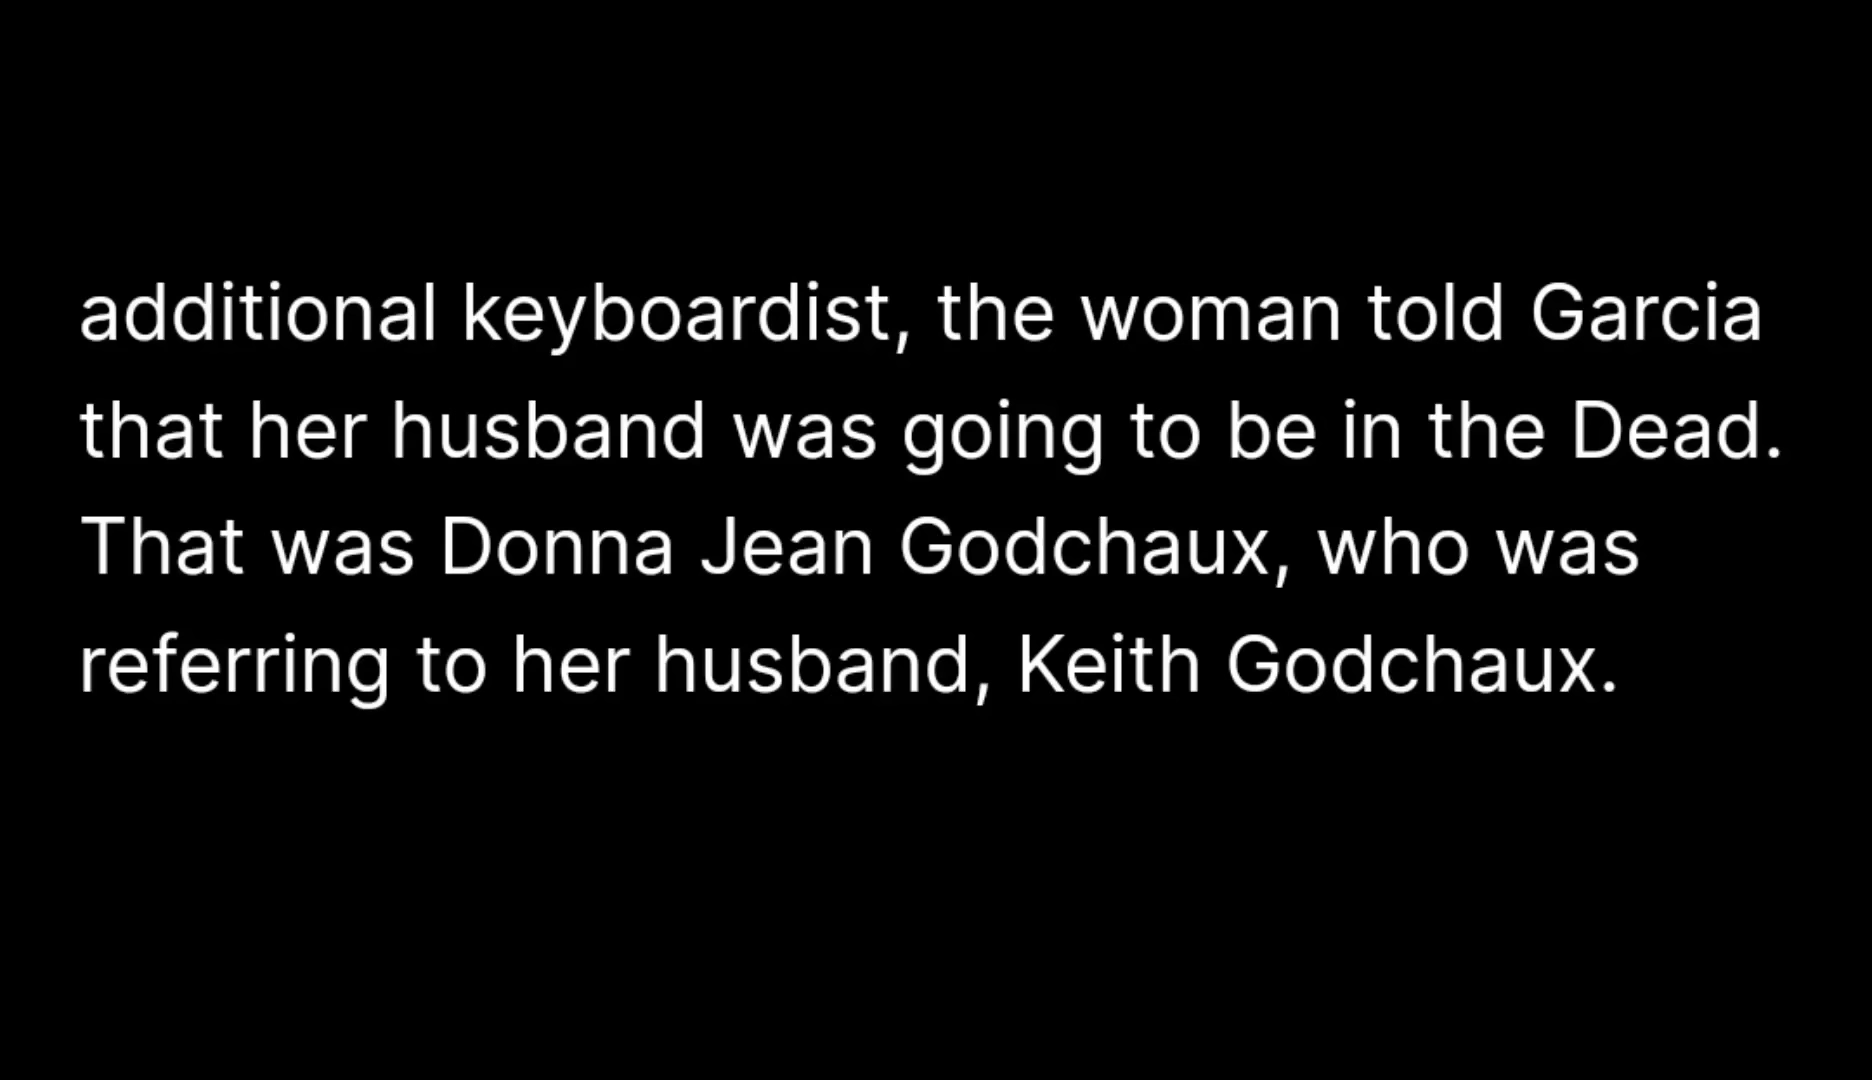 additional keyboardist, the woman told Garcia
that her husband was going to be in the Dead.
That was Donna Jean Godchaux, who was
referring to her husband, Keith Godchaux.